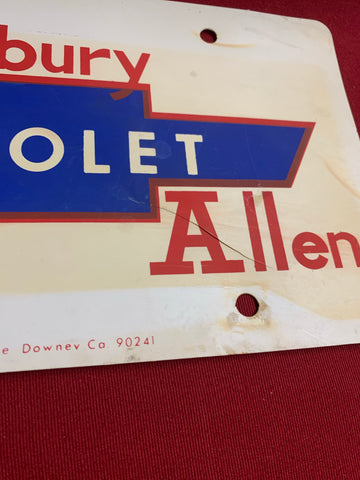 bury
OLET
Allen
e Downey Ca. 90241